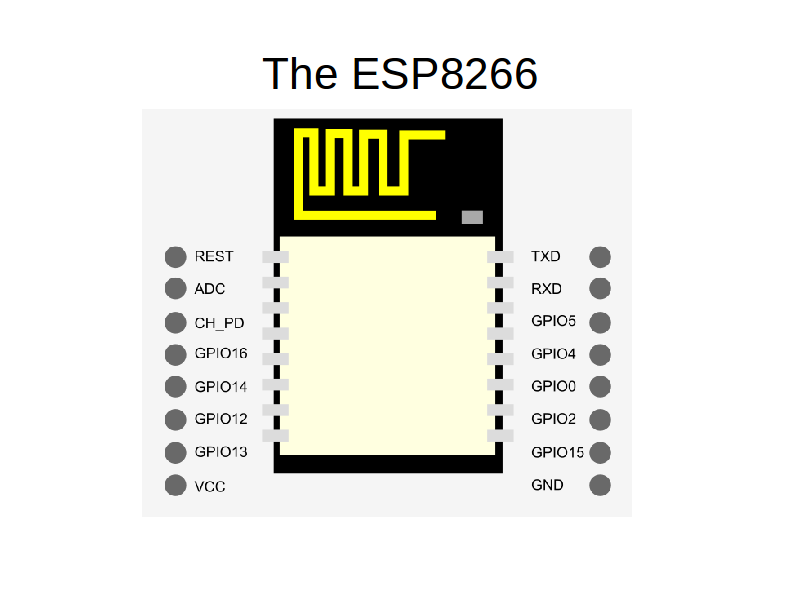 The ESP8266
REST
ADC
CH_PD
GPIO16
GPIO14
GPIO12
GPIO13
VCC
TXD
RXD
GPIO5
GPIO4
GPIO0
GPIO2
GPIO15
GND